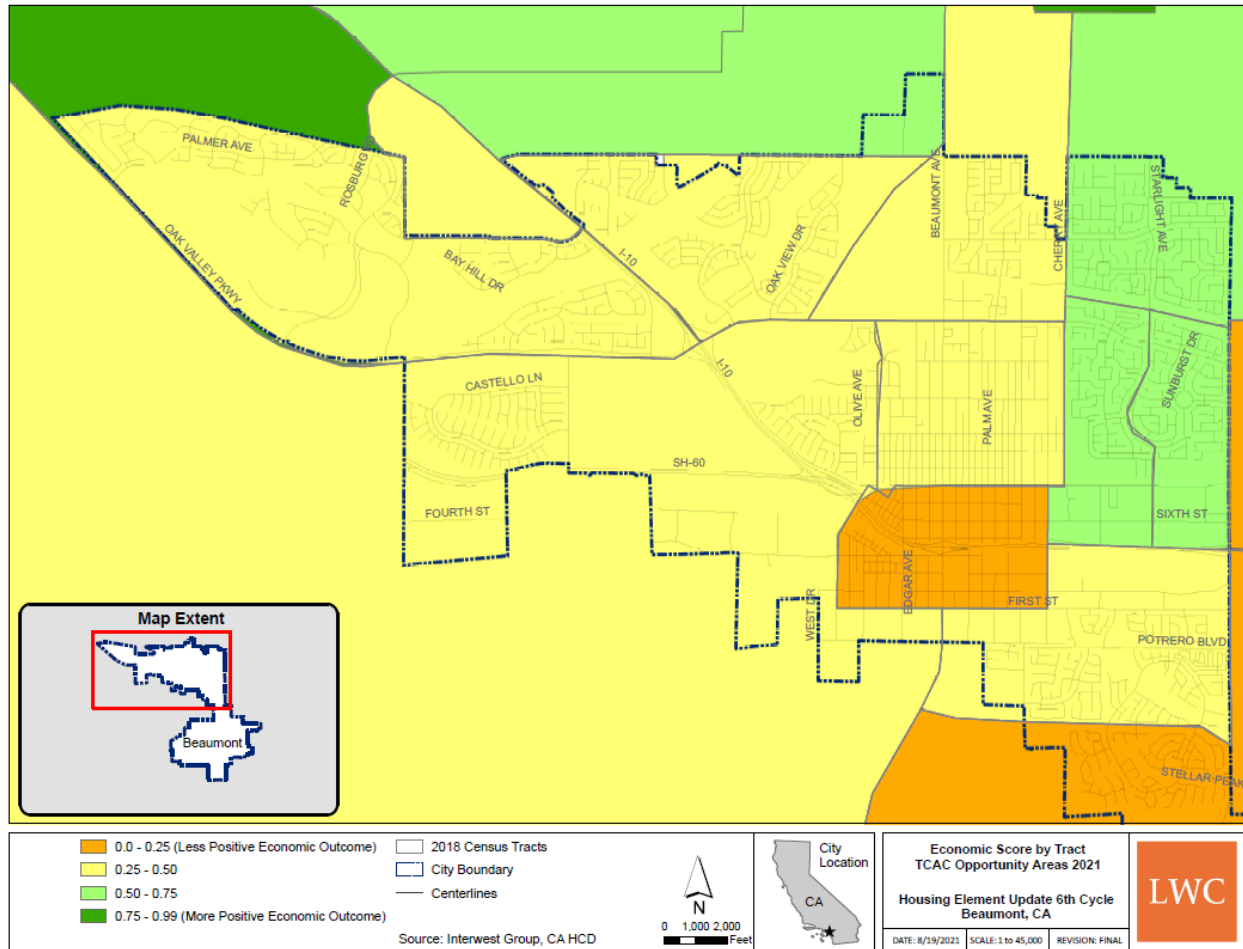 PALMER AVE
ROSBURG
OAK VALLEY PKWY
BAY HILL DR
I-10
OAK VIEW DR
BEAUMONT AVE
CHERRY AVE
STARLIGHT AVE
CASTELLO LN
I-10
OLIVE AVE
PALM AVE
SUNBURST DR
SH-60
FOURTH ST
SIXTH ST
WEST DR
EDGAR AVE
FIRST ST
POTRERO BLVD
STELLAR PEAK
Map Extent
Beaumont
0.0 - 0.25 (Less Positive Economic Outcome)
0.25 - 0.50
0.50 - 0.75
0.75 - 0.99 (More Positive Economic Outcome)
2018 Census Tracts
City Boundary
Centerlines
Source: Interwest Group, CA HCD
N
0 1,000 2,000
Feet
City
Location
CA
Economic Score by Tract
TCAC Opportunity Areas 2021
Housing Element Update 6th Cycle
Beaumont, CA
DATE: 8/19/2021 SCALE: 1 to 45,000 REVISION: FINAL
LWC